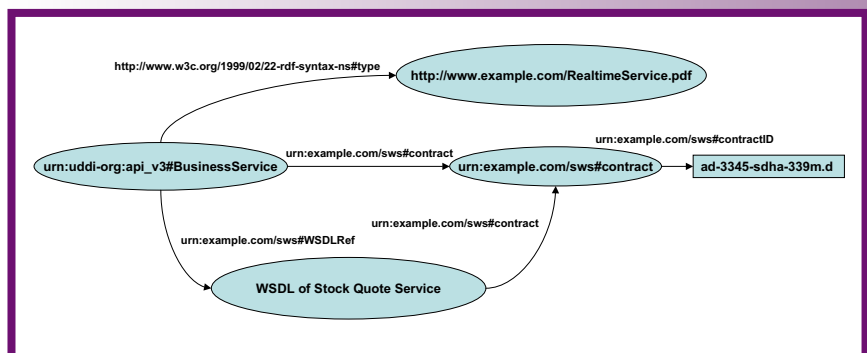 http://www.w3c.org/1999/02/22-rdf-syntax-ns#type
http://www.example.com/RealtimeService.pdf
urn:example.com/sws#contractID
urn:uddi-org:api_v3#BusinessService
urn:example.com/sws#contract
urn:example.com/sws#contract
ad-3345-sdha-339m.d
urn:example.com/sws#contract
urn:example.com/sws#WSDLRef
WSDL of Stock Quote Service